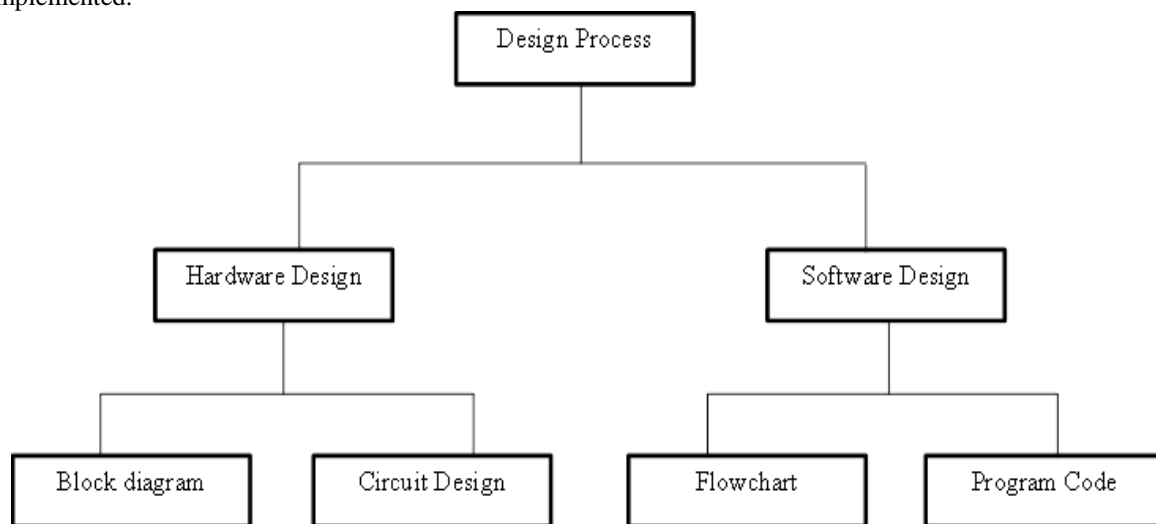 Design Process
Hardware Design
Software Design
Block diagram
Circuit Design
Flowchart
Program Code